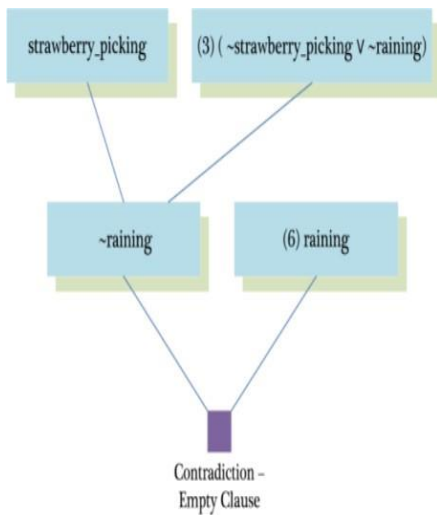 strawberry_picking
(3) ( ~strawberry_picking V ~raining)
~raining
(6) raining
Contradiction –
Empty Clause